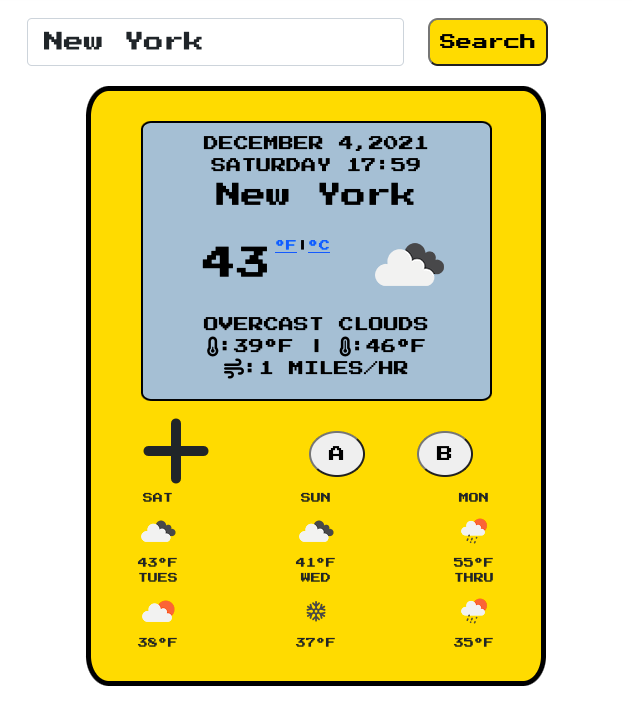 New York
Search
DECEMBER 4,2021
SATURDAY 17:59
New York
43 °F|°C
OVERCAST CLOUDS
:39°F | :46°F
:1 MILES/HR
A B
SAT SUN MON
43°F 41°F 55°F
TUES WED THRU
38°F 37°F 35°F